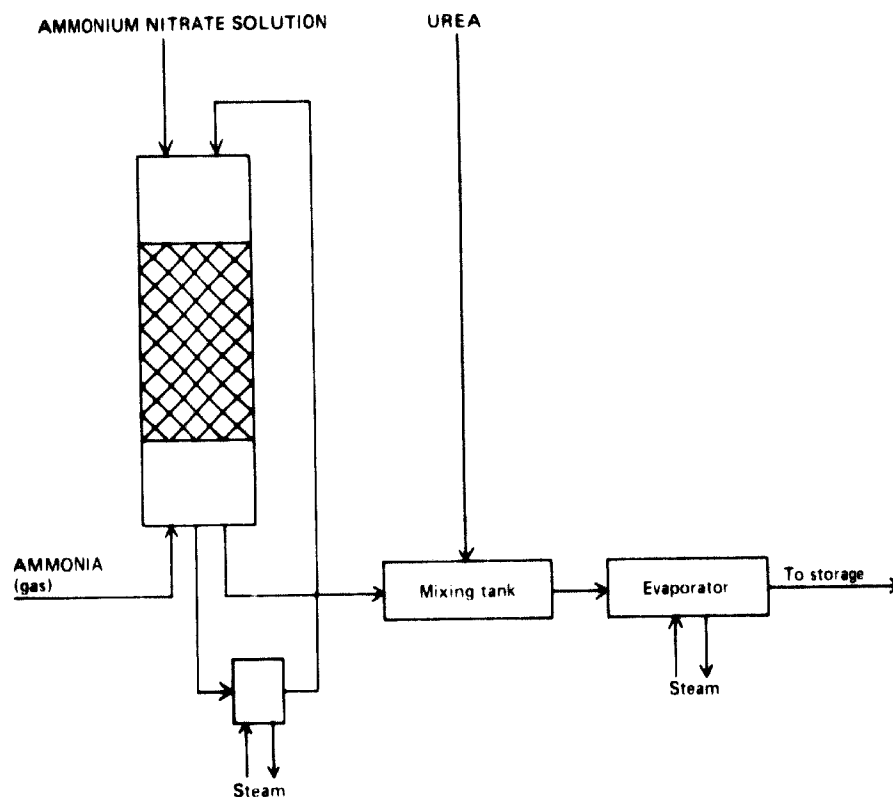 AMMONIUM NITRATE SOLUTION
UREA
AMMONIA
(gas)
Mixing tank
Evaporator
To storage
Steam
Steam